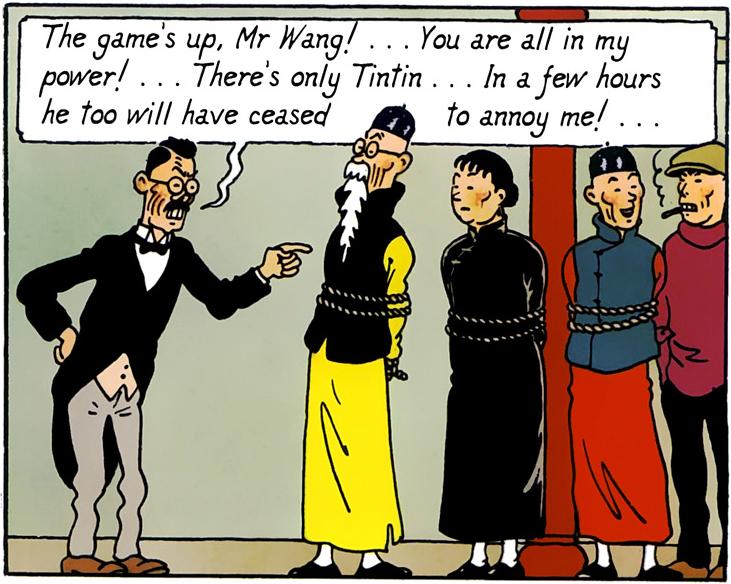 The game's up, Mr Wang! . . . You are all in my
power! . . . There's only Tintin . . . In a few hours
he too will have ceased to annoy me! . . .